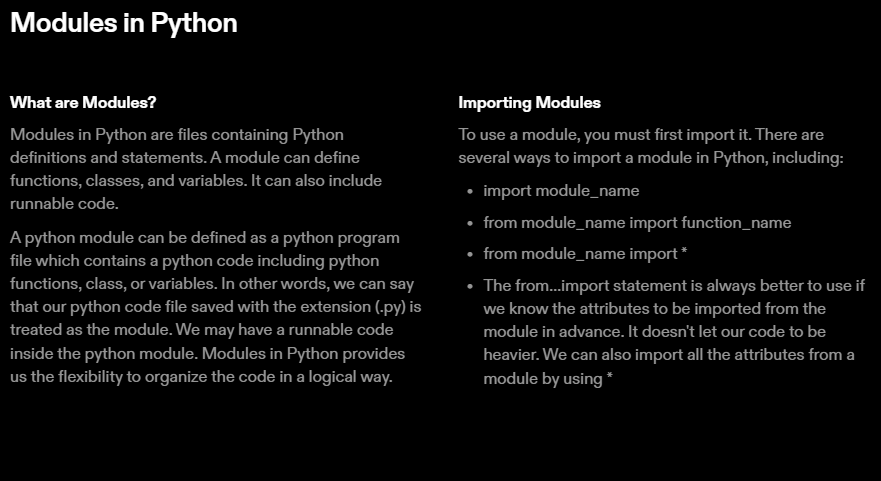 Modules in Python
What are Modules?
Modules in Python are files containing Python
definitions and statements. A module can define
functions, classes, and variables. It can also include
runnable code.
A python module can be defined as a python program
file which contains a python code including python
functions, class, or variables. In other words, we can say
that our python code file saved with the extension (.py) is
treated as the module. We may have a runnable code
inside the python module. Modules in Python provides
us the flexibility to organize the code in a logical way.
Importing Modules
To use a module, you must first import it. There are
several ways to import a module in Python, including:
• import module_name
• from module_name import function_name
• from module_name import *
• The from...import statement is always better to use if
we know the attributes to be imported from the
module in advance. It doesn't let our code to be
heavier. We can also import all the attributes from a
module by using *